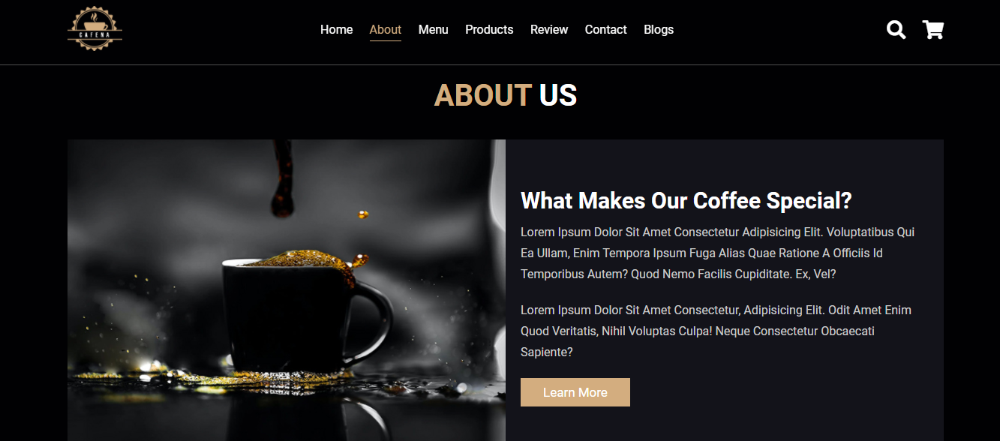 CAFENA
Home About Menu Products Review Contact Blogs
ABOUT US
What Makes Our Coffee Special?
Lorem Ipsum Dolor Sit Amet Consectetur Adipisicing Elit. Voluptatibus Qui
Ea Ullam, Enim Tempora Ipsum Fuga Alias Quae Ratione A Officiis Id
Temporibus Autem? Quod Nemo Facilis Cupiditate. Ex, Vel?
Lorem Ipsum Dolor Sit Amet Consectetur, Adipisicing Elit. Odit Amet Enim
Quod Veritatis, Nihil Voluptas Culpa! Neque Consectetur Obcaecati
Sapiente?
Learn More